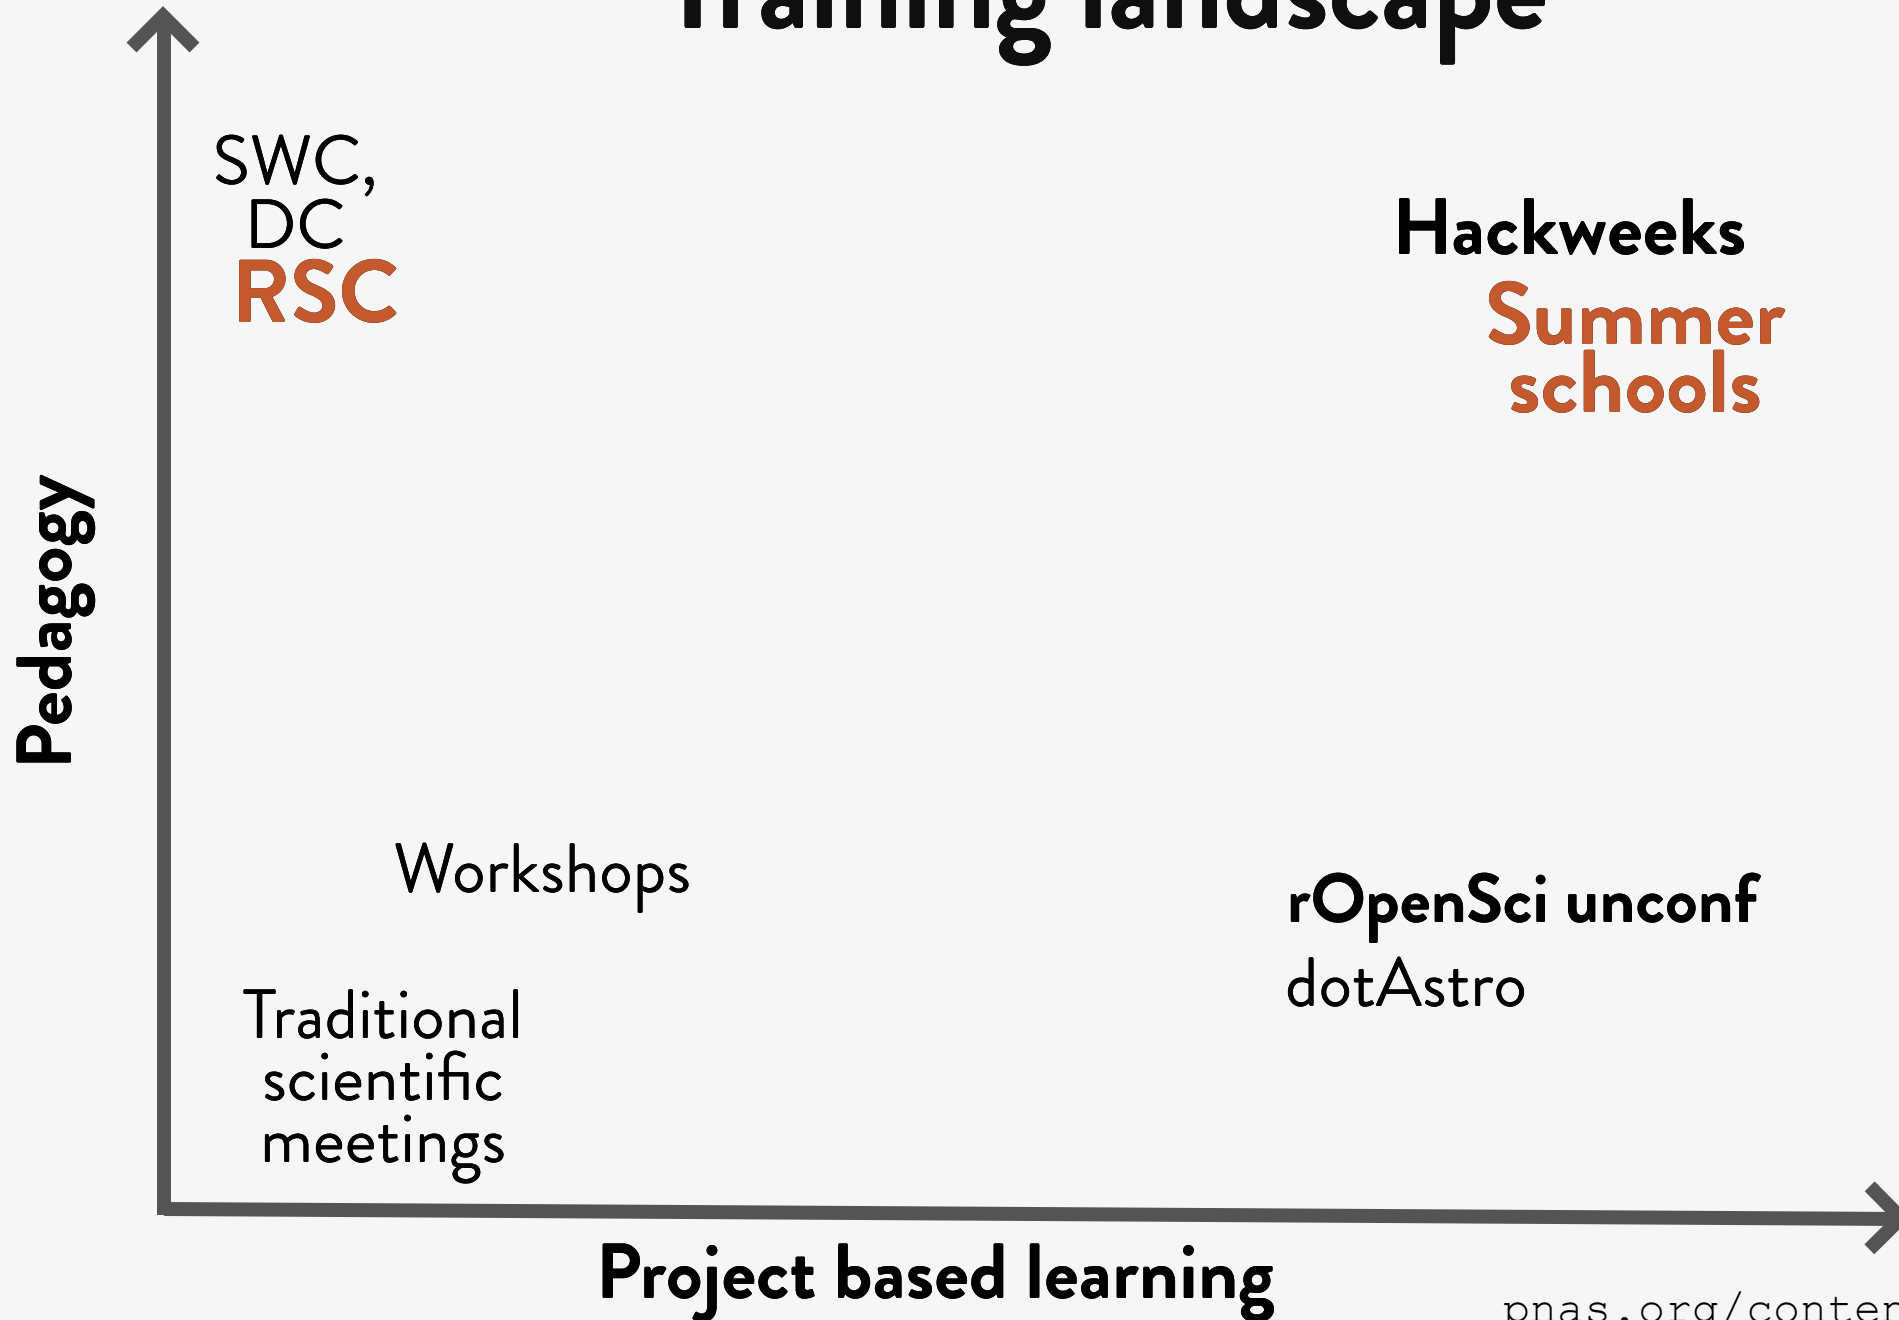 Training landscape
SWC,
DC
RSC
Hackweeks
Summer
schools
Pedagogy
Workshops
rOpenSci unconf
dotAstro
Traditional
scientific
meetings
Project based learning
pnas.org/conten